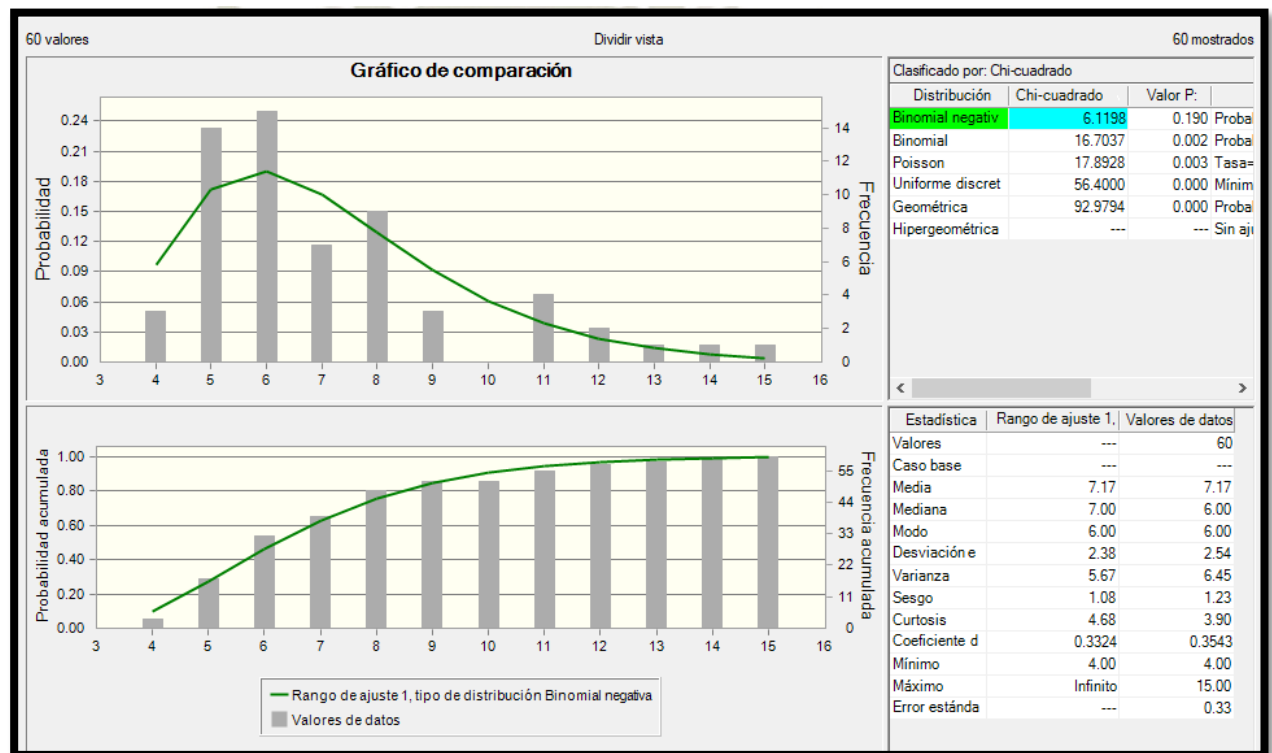 60 valores Dividir vista 60 mostrados
Gráfico de comparación
Probabilidad
0.24
0.21
0.18
0.15
0.12
0.09
0.06
0.03
0.00
14
12
10
8
6
4
2
0
Frecuencia
3 4 5 6 7 8 9 10 11 12 13 14 15 16
Clasificado por: Chi-cuadrado
Distribución Chi-cuadrado Valor P:
Binomial negativ 6.1198 0.190 Probal
Binomial 16.7037 0.002 Probal
Poisson 17.8928 0.003 Tasa=
Uniforme discret 56.4000 0.000 Mínim
Geométrica 92.9794 0.000 Probal
Hipergeométrica --- --- Sin aju
Probabilidad acumulada
1.00
0.80
0.60
0.40
0.20
0.00
55
44
33
22
11
0
Frecuencia acumulada
3 4 5 6 7 8 9 10 11 12 13 14 15 16
Rango de ajuste 1, tipo de distribución Binomial negativa
Valores de datos
Estadística Rango de ajuste 1, Valores de datos
Valores --- 60
Caso base --- ---
Media 7.17 7.17
Mediana 7.00 6.00
Modo 6.00 6.00
Desviación e 2.38 2.54
Varianza 5.67 6.45
Sesgo 1.08 1.23
Curtosis 4.68 3.90
Coeficiente d 0.3324 0.3543
Mínimo 4.00 4.00
Máximo Infinito 15.00
Error estánda --- 0.33